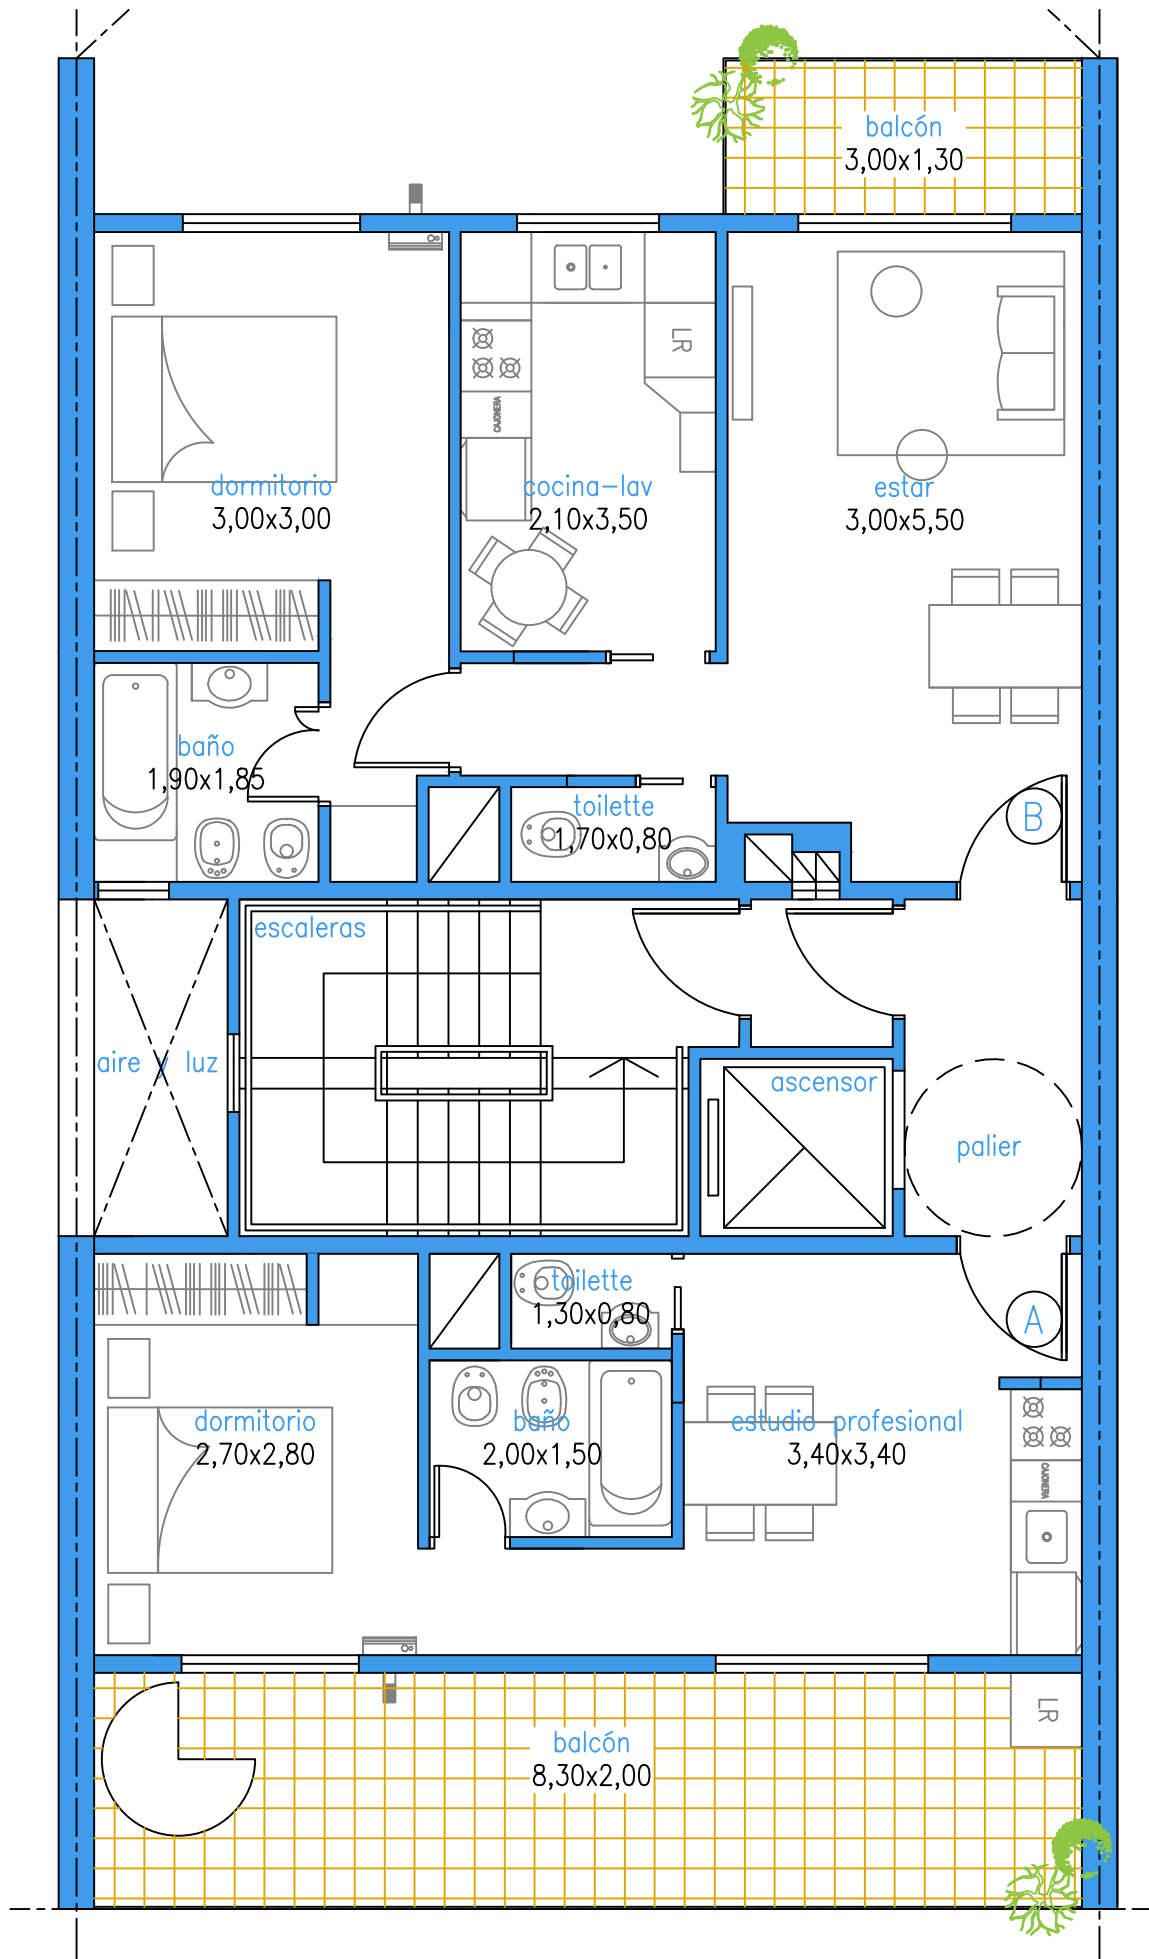 balcón
3,00x1,30
LR
CAJONERA
dormitorio
3,00x3,00
cocina-lav
2,10x3,50
estar
3,00x5,50
baño
1,90x1,85
toilette
1,70x0,80
B
escaleras
aire y luz
ascensor
palier
toilette
1,30x0,80
A
dormitorio
2,70x2,80
baño
2,00x1,50
estudio profesional
3,40x3,40
CAJONERA
LR
balcón
8,30x2,00